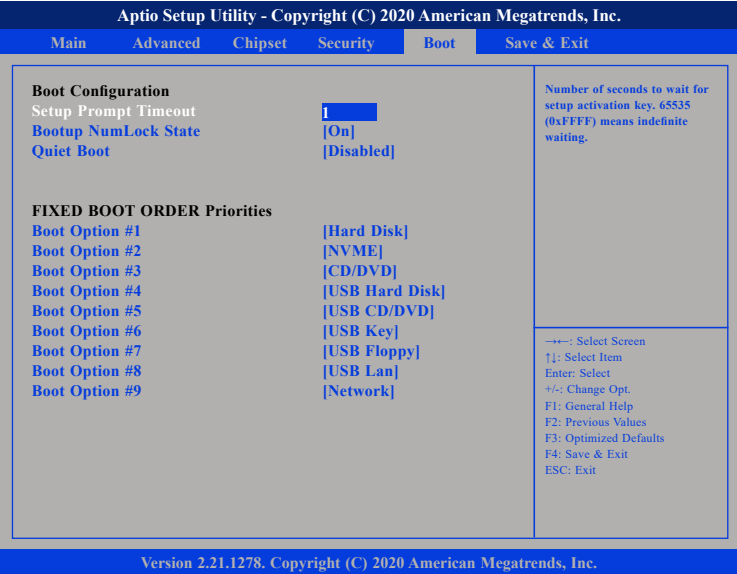 Aptio Setup Utility - Copyright (C) 2020 American Megatrends, Inc.
Main Advanced Chipset Security Boot Save & Exit
Boot Configuration
Setup Prompt Timeout 1
Bootup NumLock State [On]
Quiet Boot [Disabled]
FIXED BOOT ORDER Priorities
Boot Option #1 [Hard Disk]
Boot Option #2 [NVME]
Boot Option #3 [CD/DVD]
Boot Option #4 [USB Hard Disk]
Boot Option #5 [USB CD/DVD]
Boot Option #6 [USB Key]
Boot Option #7 [USB Floppy]
Boot Option #8 [USB Lan]
Boot Option #9 [Network]
Number of seconds to wait for
setup activation key. 65535
(0xFFFF) means indefinite
waiting.
→←: Select Screen
↑↓: Select Item
Enter: Select
+/-: Change Opt.
F1: General Help
F2: Previous Values
F3: Optimized Defaults
F4: Save & Exit
ESC: Exit
Version 2.21.1278. Copyright (C) 2020 American Megatrends, Inc.